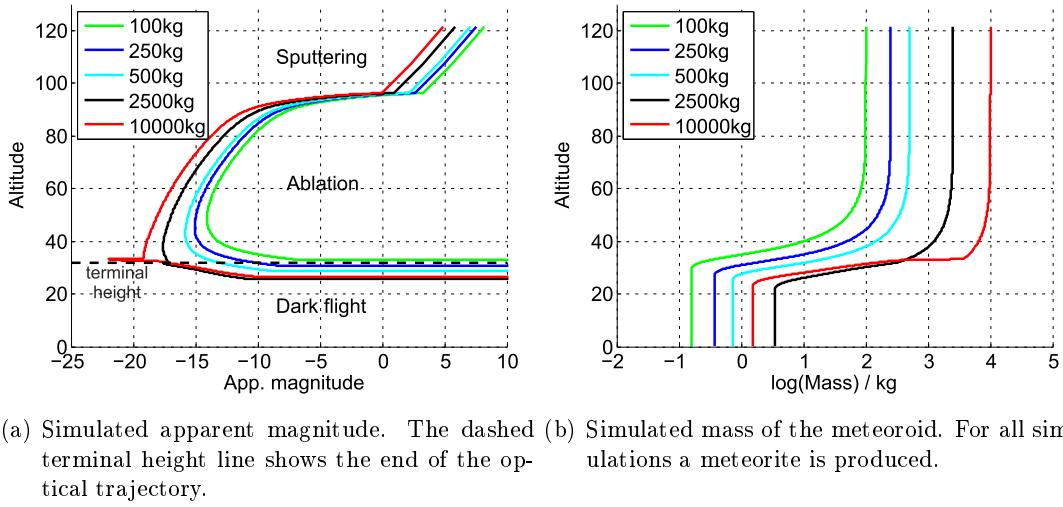 100kg
250kg
500kg
2500kg
10000kg
Sputtering
Ablation
terminal
height
Dark flight
Altitude
120
100
80
60
40
20
0
−25
−20
−15
−10
−5
0
5
10
App. magnitude
100kg
250kg
500kg
2500kg
10000kg
Altitude
120
100
80
60
40
20
0
−2
−1
0
1
2
3
4
5
log(Mass) / kg
(a) Simulated apparent magnitude. The dashed
terminal height line shows the end of the op-
tical trajectory.
(b) Simulated mass of the meteoroid. For all sim
ulations a meteorite is produced.